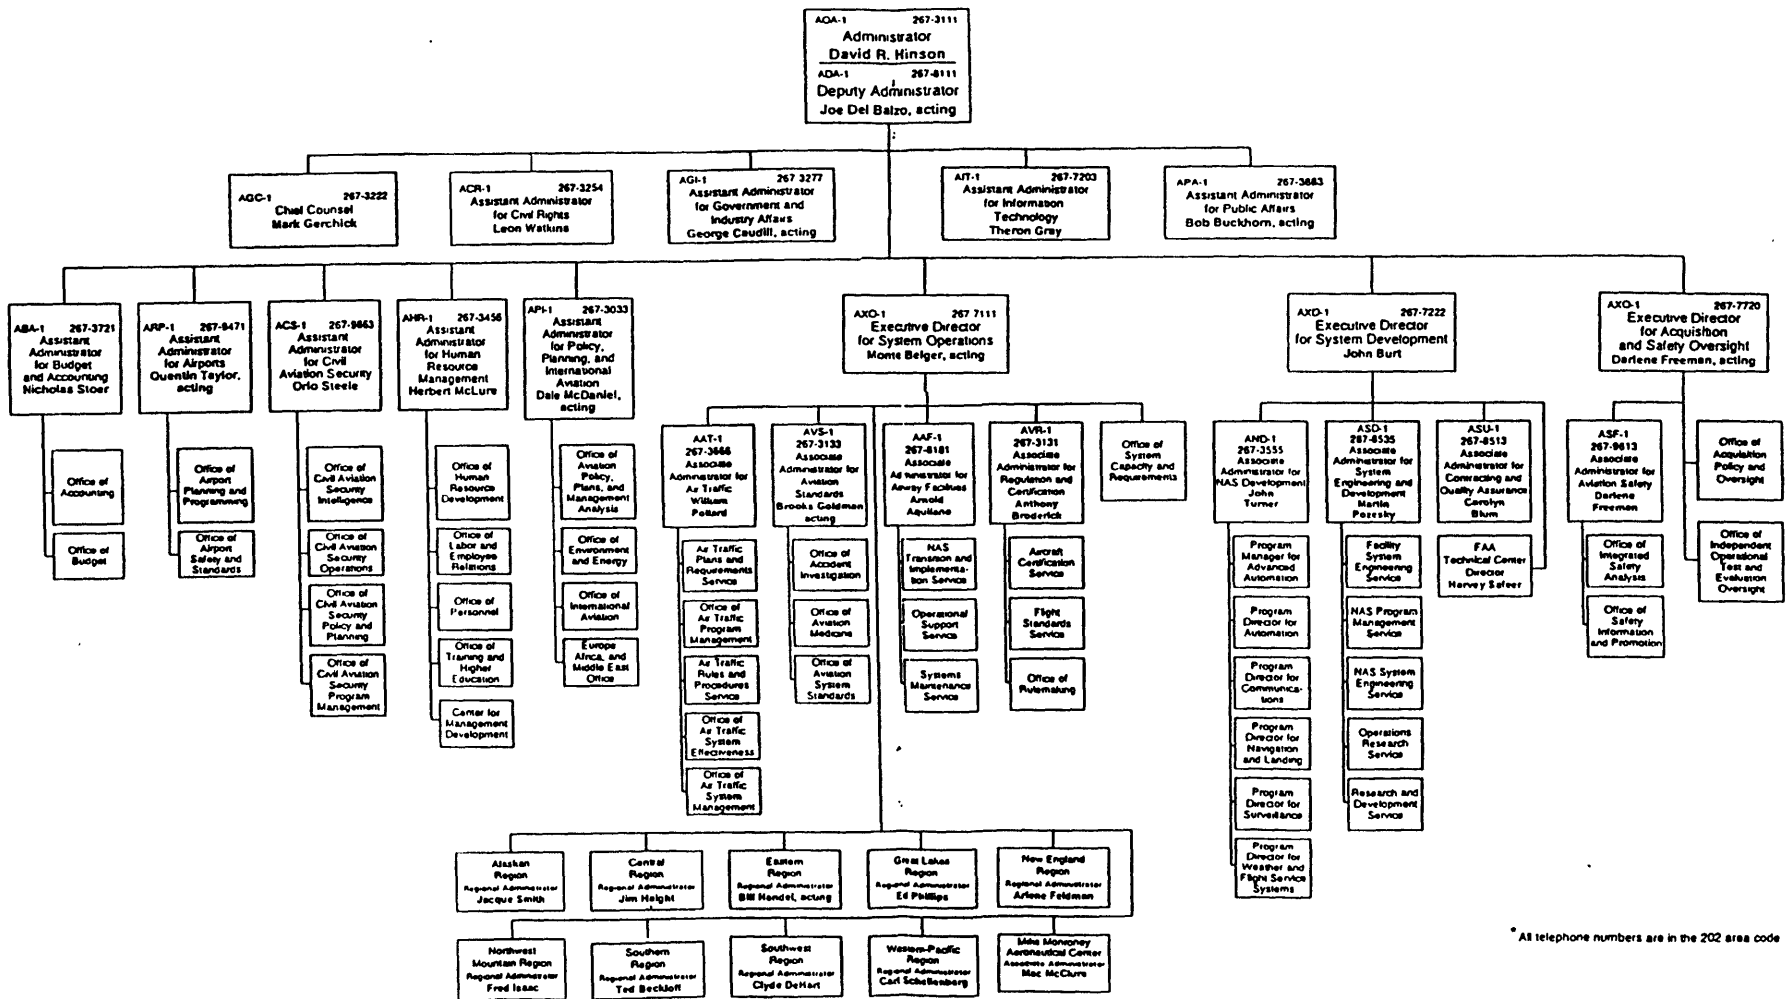 AOA-1 267-3111
Administrator
David R. Hinson
ADA-1 267-8111
Deputy Administrator
Joe Del Balzo, acting
AGC-1 267-3222
Chief Counsel
Mark Gerchick
ACR-1 267-3254
Assistant Administrator
for Civil Rights
Leon Watkins
AGI-1 267 3277
Assistant Administrator
for Government and
Industry Affairs
George Caudill, acting
AIT-1 267-7203
Assistant Administrator
for Information
Technology
Theron Gray
APA-1 267-3883
Assistant Administrator
for Public Affairs
Bob Buckhorn, acting
ABA-1 267-3721
Assistant
Administrator
for Budget
and Accounting
Nicholas Stoer
ARP-1 267-9471
Assistant
Administrator
for Airports
Quentin Taylor,
acting
ACS-1 267-9863
Assistant
Administrator
for Civil
Aviation Security
Orlo Steele
AHR-1 267-3456
Assistant
Administrator
for Human
Resource
Management
Herbert McLure
API-1 267-3033
Assistant
Administrator
for Policy,
Planning, and
International
Aviation
Dale McDaniel,
acting
AXO-1 267 7111
Executive Director
for System Operations
Monte Belger, acting
AXD-1 267-7222
Executive Director
for System Development
John Burt
AXQ-1 267-7720
Executive Director
for Acquisition
and Safety Oversight
Darlene Freeman, acting
Office of
Accounting
Office of
Budget
Office of
Airport
Planning and
Programming
Office of
Airport
Safety and
Standards
Office of
Civil Aviation
Security
Intelligence
Office of
Civil Aviation
Security
Operations
Office of
Civil Aviation
Security
Policy and
Planning
Office of
Civil Aviation
Security
Program
Management
Office of
Human
Resource
Development
Office of
Labor and
Employee
Relations
Office of
Personnel
Office of
Training and
Higher
Education
Center for
Management
Development
Office of
Aviation
Policy,
Plans, and
Management
Analysis
Office of
Environment
and Energy
Office of
International
Aviation
Europe
Africa, and
Middle East
Office
AAT-1
267-3666
Associate
Administrator for
Air Traffic
William
Pollard
Air Traffic
Plans and
Requirements
Service
Office of
Air Traffic
Program
Management
Air Traffic
Rules and
Procedures
Service
Office of
Air Traffic
System
Effectiveness
Office of
Air Traffic
System
Management
AVS-1
267-3133
Associate
Administrator for
Aviation
Standards
Brooks Goldman
acting
Office of
Accident
Investigation
Office of
Aviation
Medicine
Office of
Aviation
System
Standards
AAF-1
267-8181
Associate
Administrator for
Airway Facilities
Arnold
Aquilano
NAS
Transition and
Implementa-
tion Service
Operational
Support
Service
Systems
Maintenance
Service
AVR-1
267-3131
Associate
Administrator for
Regulation and
Certification
Anthony
Broderick
Aircraft
Certification
Service
Flight
Standards
Service
Office of
Rulemaking
Office of
System
Capacity and
Requirements
AND-1
267-3555
Associate
Administrator for
NAS Development
John
Turner
Program
Manager for
Advanced
Automation
Program
Director for
Automation
Program
Director for
Communica-
tions
Program
Director for
Navigation
and Landing
Program
Director for
Surveillance
Program
Director for
Weather and
Flight Service
Systems
ASD-1
267-8535
Associate
Administrator for
System
Engineering and
Development
Martin
Pozesky
Facility
System
Engineering
Service
NAS Program
Management
Service
NAS System
Engineering
Service
Operations
Research
Service
Research and
Development
Service
ASU-1
267-8513
Associate
Administrator for
Contracting and
Quality Assurance
Carolyn
Blum
FAA
Technical Center
Director
Harvey Safeer
ASF-1
267-9613
Associate
Administrator for
Aviation Safety
Darlene
Freeman
Office of
Integrated
Safety
Analysis
Office of
Safety
Information
and Promotion
Office of
Acquisition
Policy and
Oversight
Office of
Independent
Operational
Test and
Evaluation
Oversight
Alaskan
Region
Regional Administrator
Jacque Smith
Central
Region
Regional Administrator
Jim Haight
Eastern
Region
Regional Administrator
Bill Handel, acting
Great Lakes
Region
Regional Administrator
Ed Phillips
New England
Region
Regional Administrator
Arlene Feldman
Northwest
Mountain Region
Regional Administrator
Fred Isaac
Southern
Region
Regional Administrator
Ted Beckloff
Southwest
Region
Regional Administrator
Clyde DeHart
Western-Pacific
Region
Regional Administrator
Carl Schellenberg
Mike Monroney
Aeronautical Center
Associate Administrator
Mac McClure
* All telephone numbers are in the 202 area code